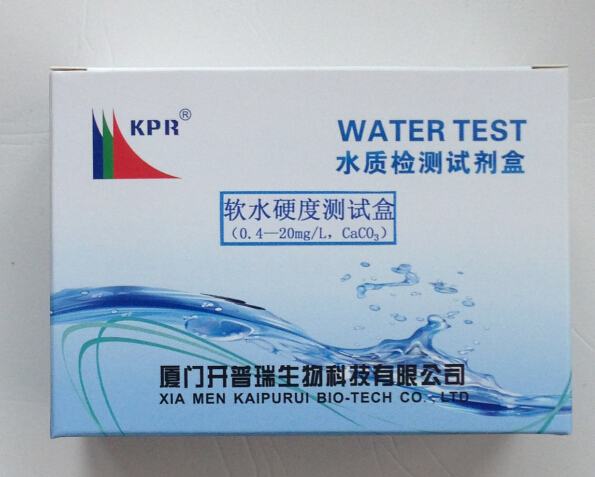 KPR®
WATER TEST
水质检测试剂盒
软水硬度测试盒
(0.4—20mg/L, CaCO₃)
厦门开普瑞生物科技有限公司
XIA MEN KAIPURUI BIO-TECH CO., LTD